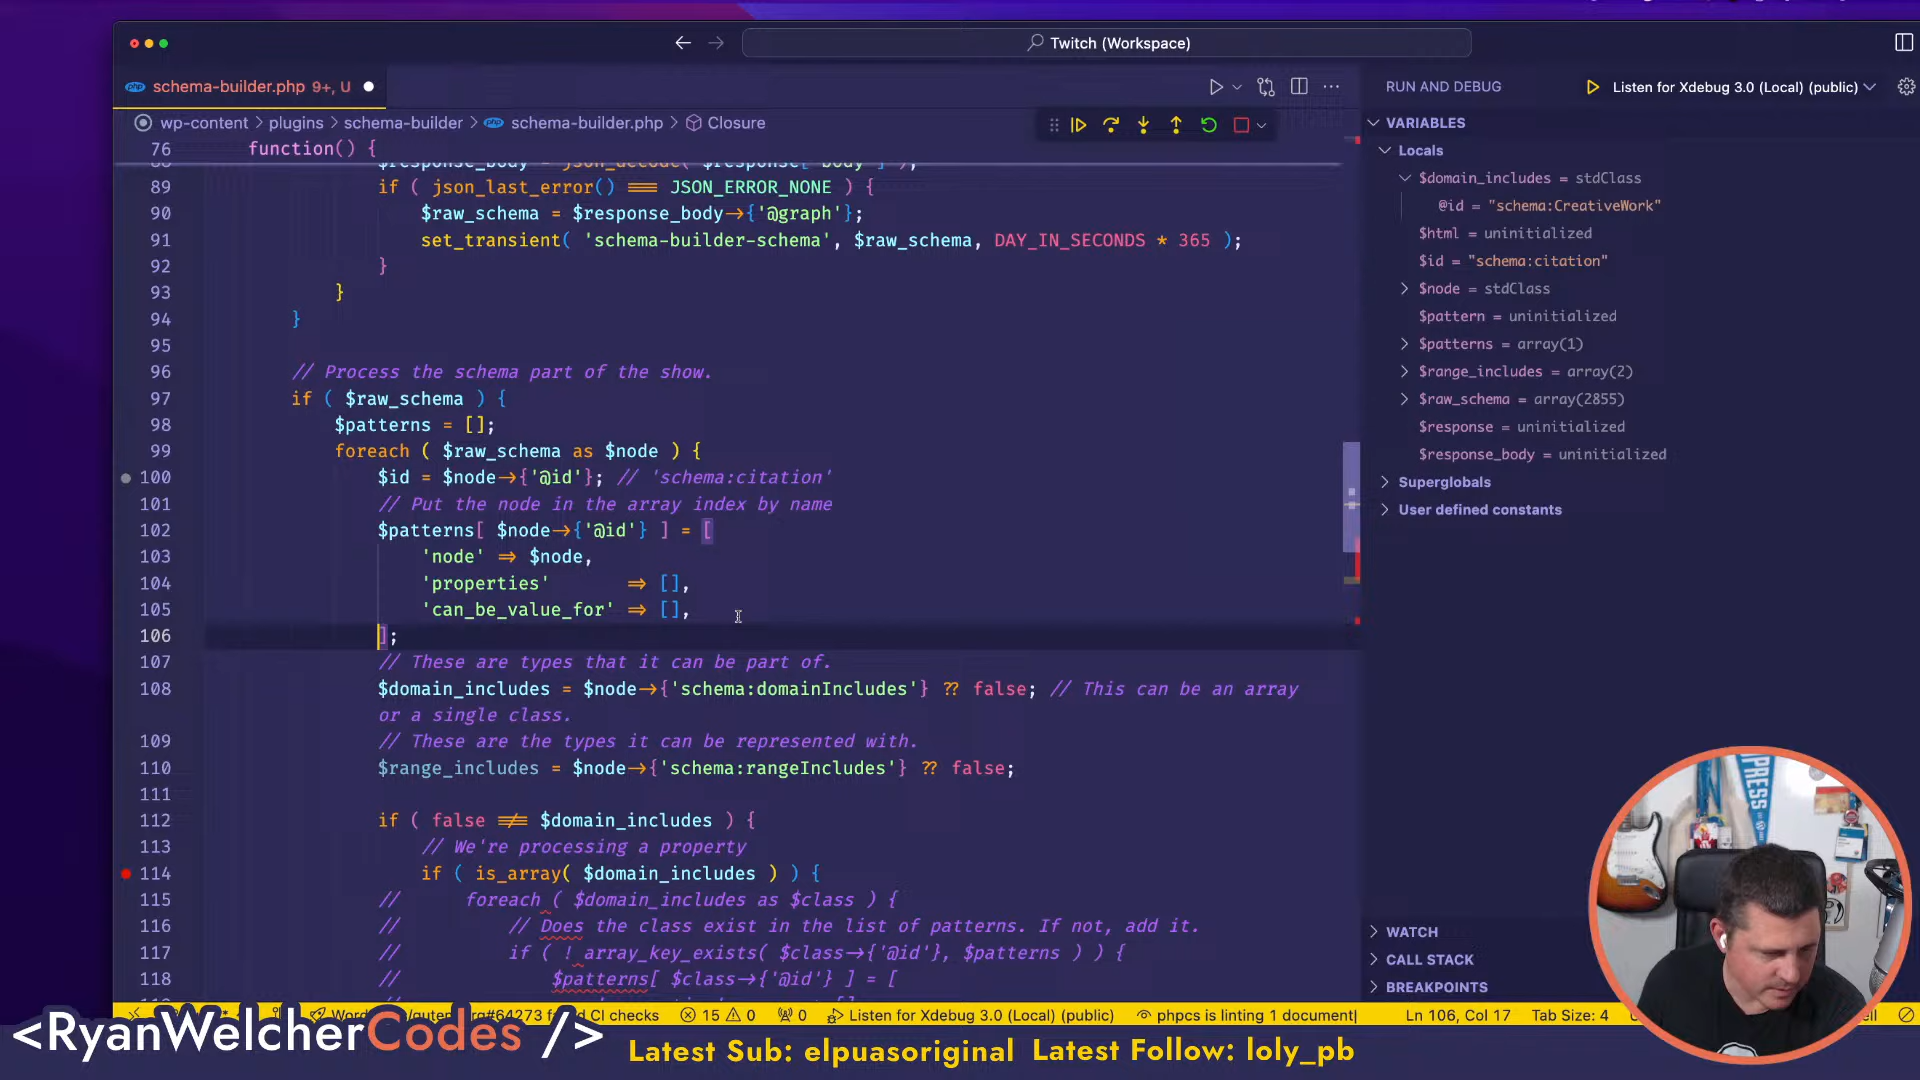 Twitch (Workspace)
schema-builder.php 9+, U
wp-content > plugins > schema-builder > schema-builder.php > Closure
76 function() {
$response_body = json_decode( $response['body'] );
89 if ( json_last_error() === JSON_ERROR_NONE ) {
90 $raw_schema = $response_body->{'@graph'};
91 set_transient( 'schema-builder-schema', $raw_schema, DAY_IN_SECONDS * 365 );
92 }
93 }
94 }
95
96 // Process the schema part of the show.
97 if ( $raw_schema ) {
98 $patterns = [];
99 foreach ( $raw_schema as $node ) {
100 $id = $node->{'@id'}; // 'schema:citation'
101 // Put the node in the array index by name
102 $patterns[ $node->{'@id'} ] = [
103 'node' => $node,
104 'properties' => [],
105 'can_be_value_for' => [],
106 ];
107 // These are types that it can be part of.
108 $domain_includes = $node->{'schema:domainIncludes'} ?? false; // This can be an array
or a single class.
109 // These are the types it can be represented with.
110 $range_includes = $node->{'schema:rangeIncludes'} ?? false;
111
112 if ( false !== $domain_includes ) {
113 // We're processing a property
114 if ( is_array( $domain_includes ) ) {
115 // foreach ( $domain_includes as $class ) {
116 // // Does the class exist in the list of patterns. If not, add it.
117 // if ( ! array_key_exists( $class->{'@id'}, $patterns ) ) {
118 // $patterns[ $class->{'@id'} ] = [
RUN AND DEBUG
Listen for Xdebug 3.0 (Local) (public)
VARIABLES
Locals
$domain_includes = stdClass
@id = "schema:CreativeWork"
$html = uninitialized
$id = "schema:citation"
$node = stdClass
$pattern = uninitialized
$patterns = array(1)
$range_includes = array(2)
$raw_schema = array(2855)
$response = uninitialized
$response_body = uninitialized
Superglobals
User defined constants
WATCH
CALL STACK
BREAKPOINTS
#64273 CI checks 15 0 0 Listen for Xdebug 3.0 (Local) (public) phpcs is linting 1 document| Ln 106, Col 17 Tab Size: 4
<RyanWelcherCodes />
Latest Sub: elpuasoriginal Latest Follow: loly_pb